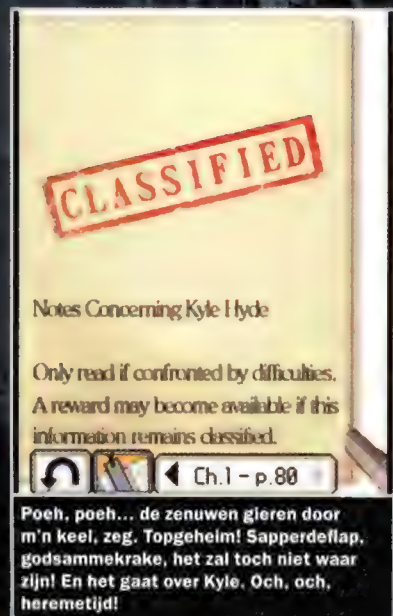 CLASSIFIED
Notes Concerning Kyle Hyde
Only read if confronted by difficulties.
A reward may become available if this
information remains classified.
Ch.1 - p.80
Poeh, poeh... de zenuwen gieren door
m'n keel, zeg. Topgeheim! Sapperdeflap,
godsammekrake, het zal toch niet waar
zijn! En het gaat over Kyle. Och, och,
heremetijd!